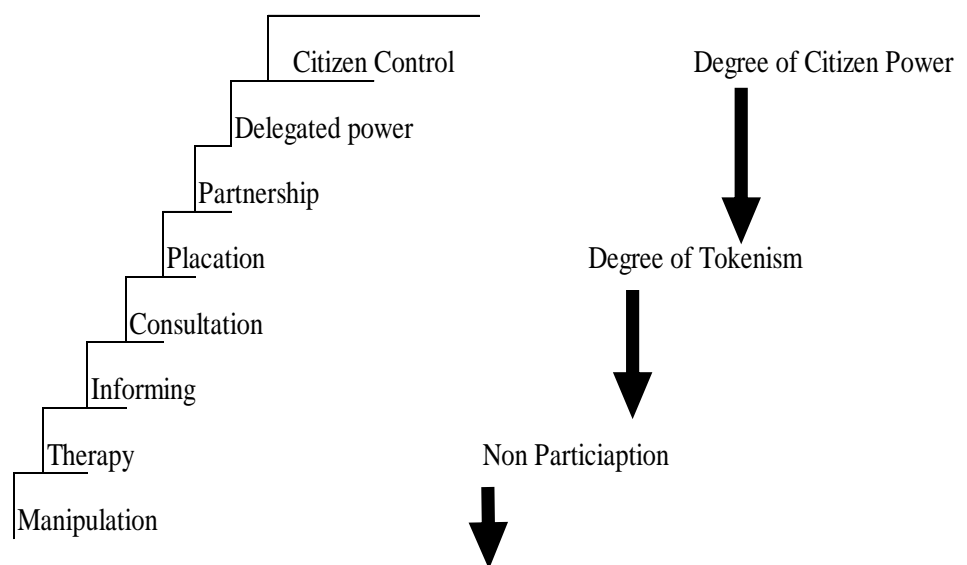 Citizen Control
Degree of Citizen Power
Delegated power
Partnership
Placation
Degree of Tokenism
Consultation
Informing
Therapy
Non Particiaption
Manipulation